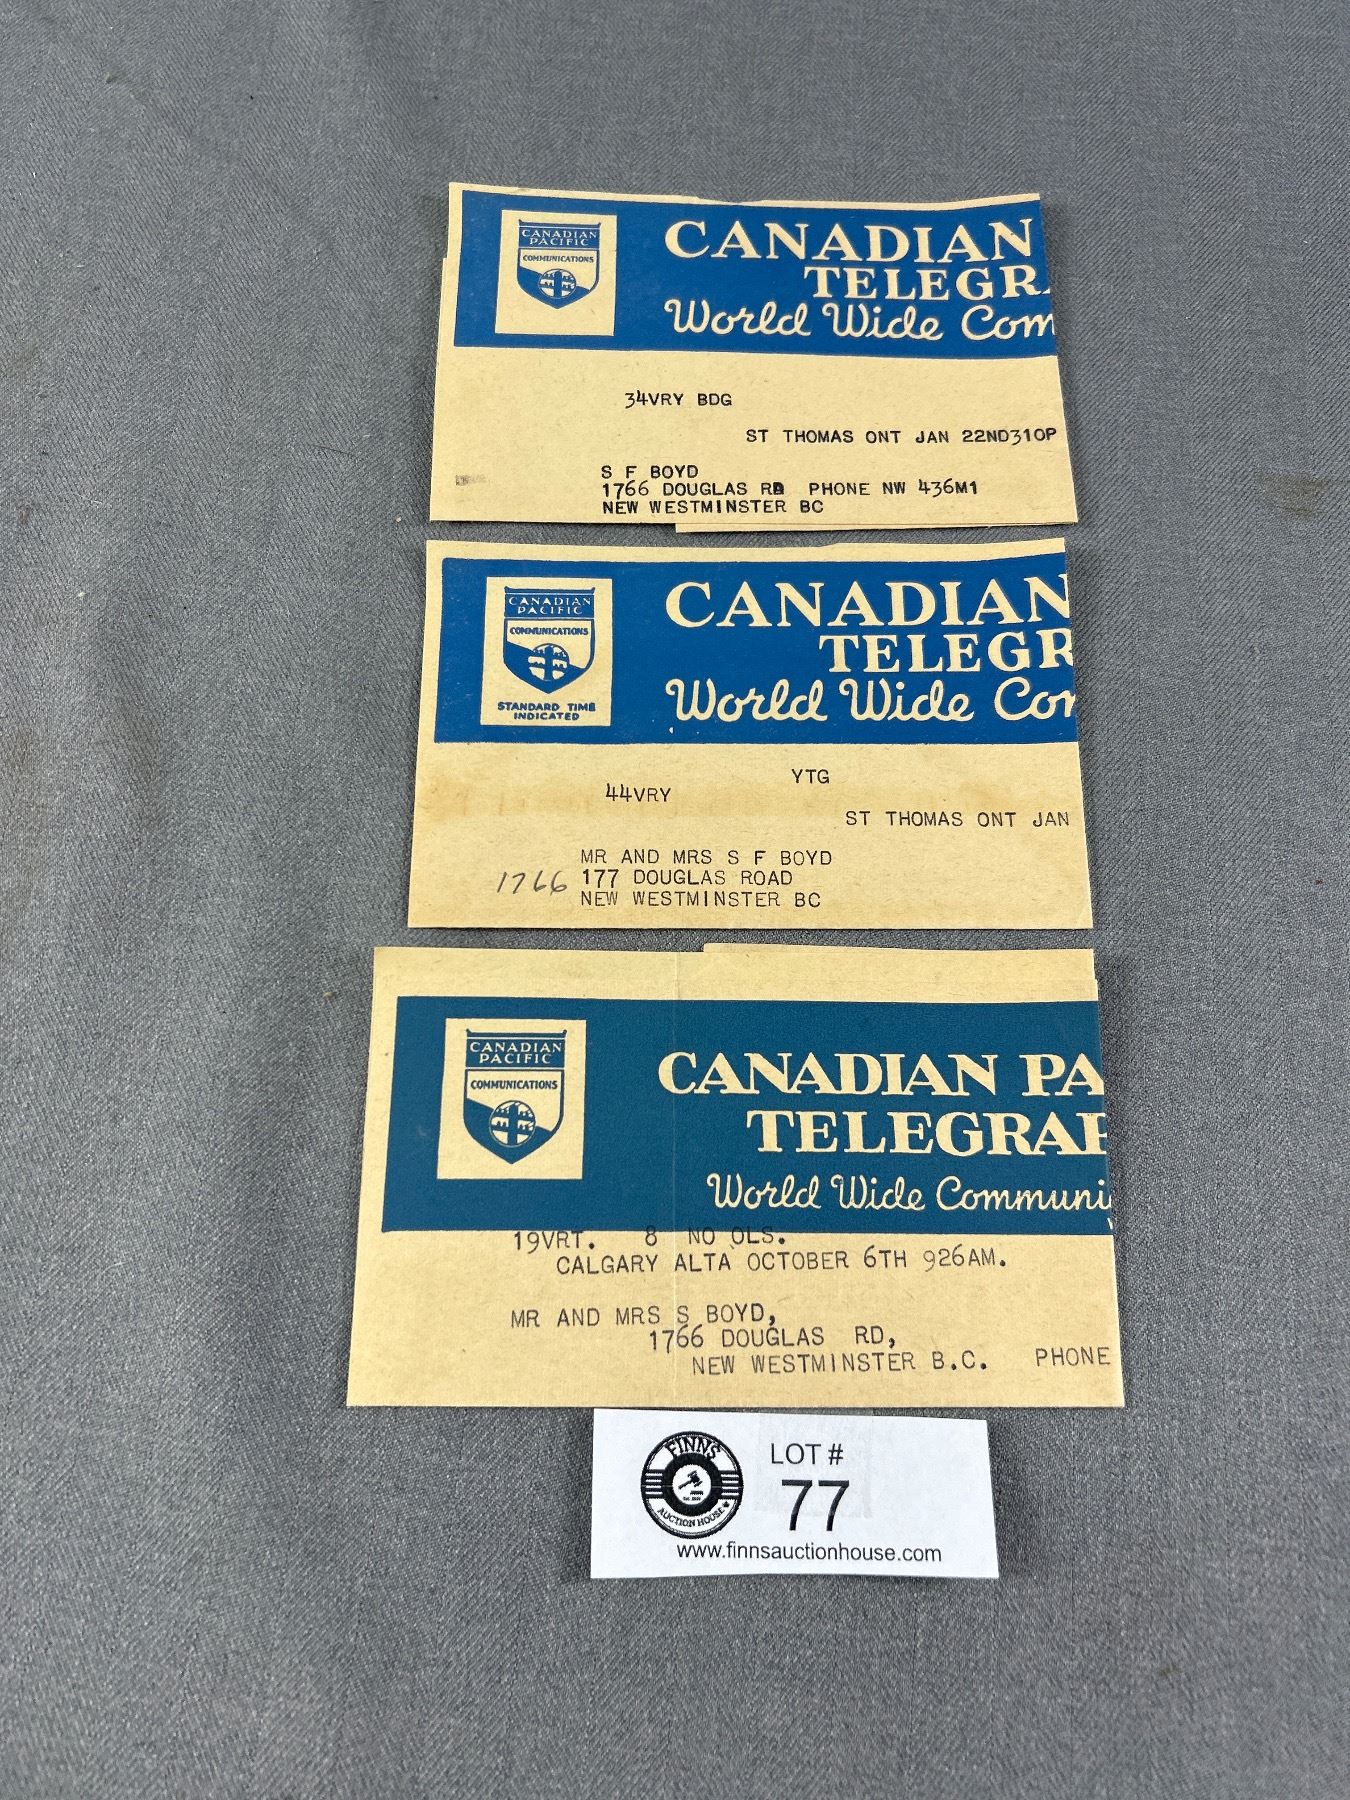 CANADIAN
PACIFIC
COMMUNICATIONS
CANADIAN
TELEGR
World Wide Com
34VRY BDG
ST THOMAS ONT JAN 22ND310P
S F BOYD
1766 DOUGLAS RD PHONE NW 436M1
NEW WESTMINSTER BC
CANADIAN
PACIFIC
COMMUNICATIONS
STANDARD TIME
INDICATED
CANADIAN
TELEGR
World Wide Com
YTG
44VRY
ST THOMAS ONT JAN
MR AND MRS S F BOYD
1766 177 DOUGLAS ROAD
NEW WESTMINSTER BC
CANADIAN
PACIFIC
COMMUNICATIONS
CANADIAN PA
TELEGRAP
World Wide Communi
19VRT. 8 NO OLS.
CALGARY ALTA OCTOBER 6TH 926AM.
MR AND MRS S BOYD,
1766 DOUGLAS RD,
NEW WESTMINSTER B.C. PHONE
FINNS
AUCTION HOUSE
LOT #
77
www.finnsauctionhouse.com